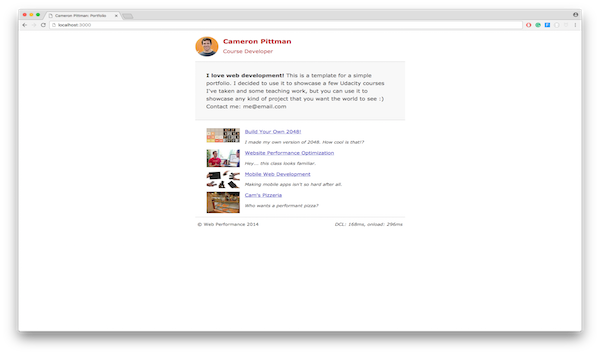 Cameron Pittman: Portfolio
localhost:3000
Cameron Pittman
Course Developer
I love web development! This is a template for a simple
portfolio. I decided to use it to showcase a few Udacity courses
I've taken and some teaching work, but you can use it to
showcase any kind of project that you want the world to see :)
Contact me: me@email.com
Build Your Own 2048!
I made my own version of 2048. How cool is that!?
Website Performance Optimization
Hey... this class looks familiar.
Mobile Web Development
Making mobile apps isn't so hard after all.
Cam's Pizzeria
Who wants a performant pizza?
© Web Performance 2014
DCL: 168ms, onload: 296ms